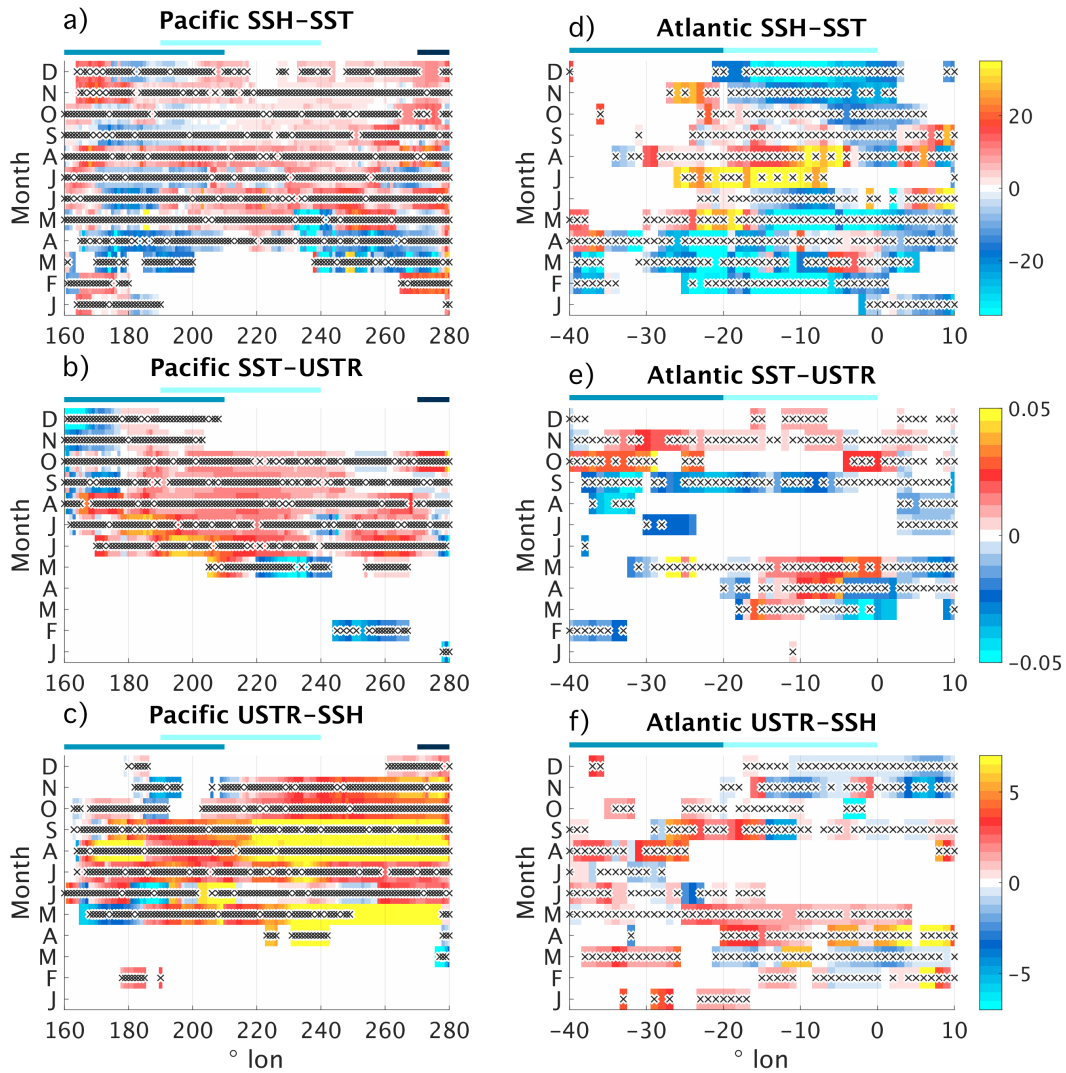 a) Pacific SSH-SST
Month
D
N
O
S
A
J
J
M
A
M
F
J
160 180 200 220 240 260 280
d) Atlantic SSH-SST
Month
D
N
O
S
A
J
J
M
A
M
F
J
-40 -30 -20 -10 0 10
20
0
-20
b) Pacific SST-USTR
Month
D
N
O
S
A
J
J
M
A
M
F
J
160 180 200 220 240 260 280
e) Atlantic SST-USTR
Month
D
N
O
S
A
J
J
M
A
M
F
J
-40 -30 -20 -10 0 10
0.05
0
-0.05
c) Pacific USTR-SSH
Month
D
N
O
S
A
J
J
M
A
M
F
J
160 180 200 220 240 260 280
° lon
f) Atlantic USTR-SSH
Month
D
N
O
S
A
J
J
M
A
M
F
J
-40 -30 -20 -10 0 10
° lon
5
0
-5